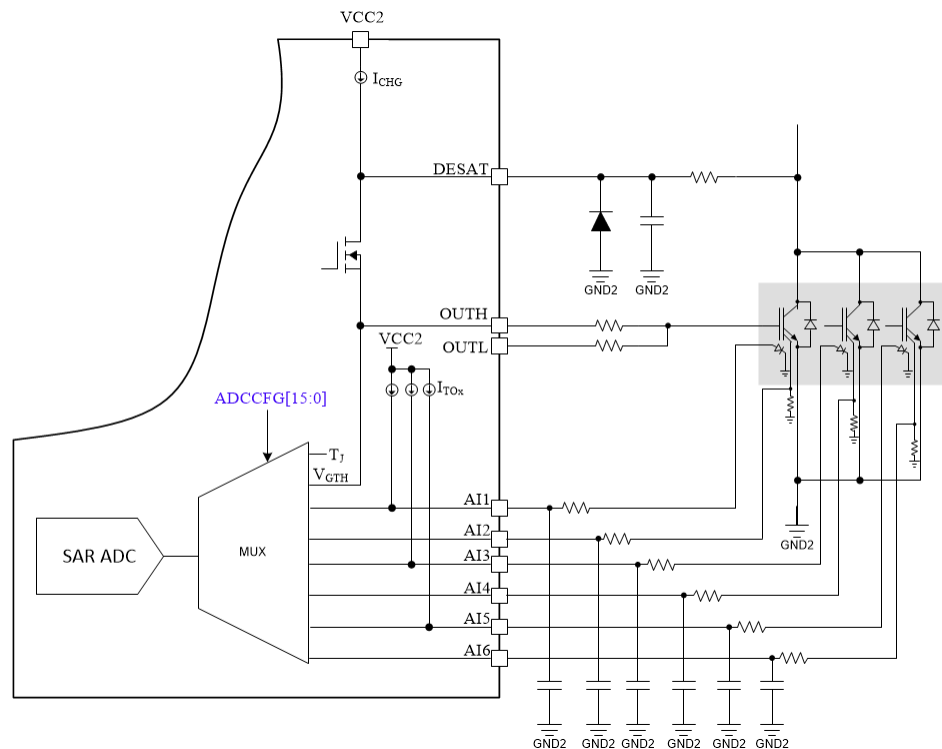 VCC2
ICHG
DESAT
GND2
GND2
OUTH
VCC2
OUTL
ITOx
ADCCFG[15:0]
TJ
VGTH
AI1
AI2
AI3
AI4
AI5
AI6
SAR ADC
MUX
GND2
GND2
GND2
GND2
GND2
GND2
GND2